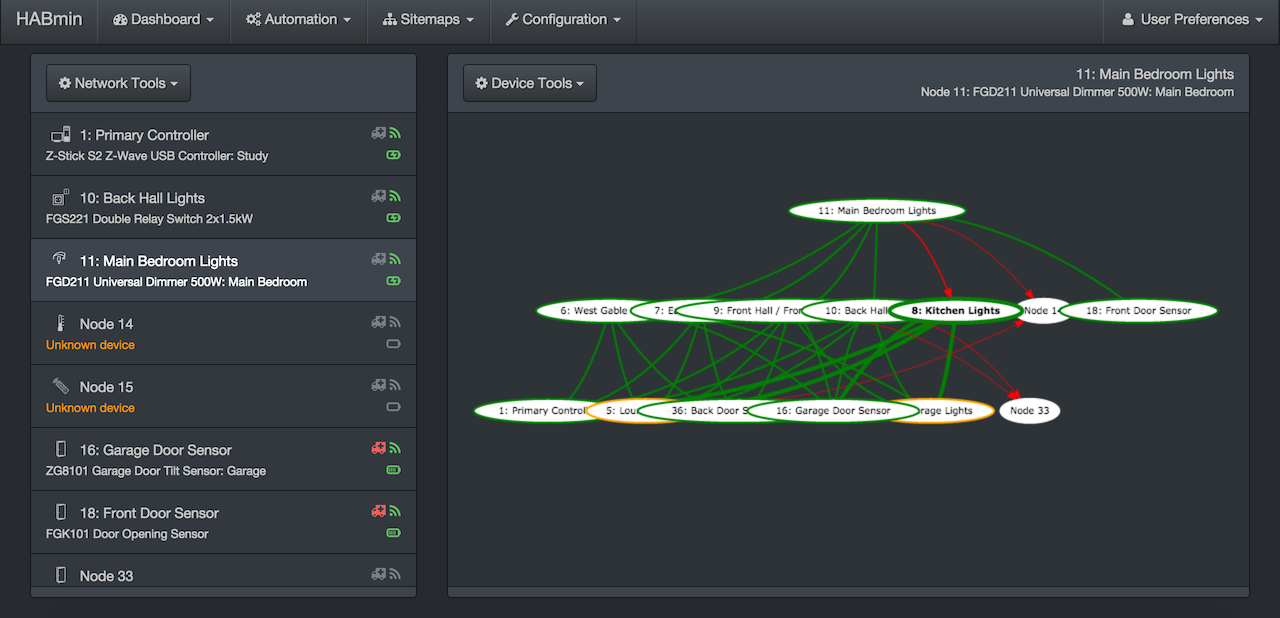 HABmin Dashboard Automation Sitemaps Configuration User Preferences
Network Tools
1: Primary Controller
Z-Stick S2 Z-Wave USB Controller: Study
10: Back Hall Lights
FGS221 Double Relay Switch 2x1.5kW
11: Main Bedroom Lights
FGD211 Universal Dimmer 500W: Main Bedroom
Node 14
Unknown device
Node 15
Unknown device
16: Garage Door Sensor
ZG8101 Garage Door Tilt Sensor: Garage
18: Front Door Sensor
FGK101 Door Opening Sensor
Node 33
Device Tools
11: Main Bedroom Lights
Node 11: FGD211 Universal Dimmer 500W: Main Bedroom
11: Main Bedroom Lights
6: West Gable 7: 9: Front Hall / 10: Back Hall 8: Kitchen Lights Node 18: Front Door Sensor
1: Primary 5: 36: Back Door 16: Garage Door Sensor Lights Node 33